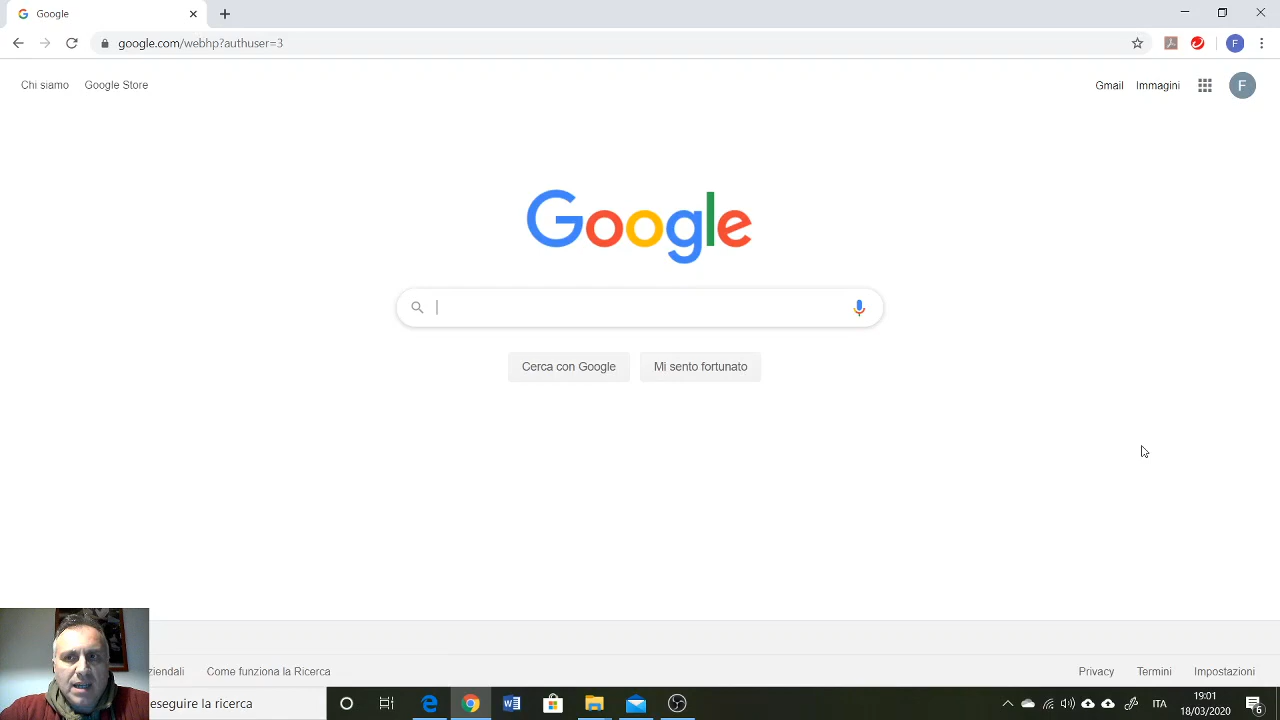 Google
google.com/webhp?authuser=3
F
Chi siamo Google Store
Gmail Immagini F
Google
Cerca con Google Mi sento fortunato
ziendali Come funziona la Ricerca
Privacy Termini Impostazioni
eseguire la ricerca
ITA
19:01
18/03/2020
6